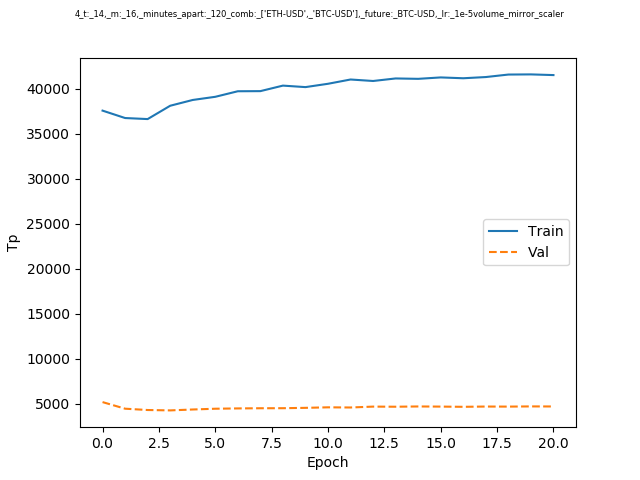 4_t:_14,_m:_16,_minutes_apart:_120_comb:_['ETH-USD',_'BTC-USD'],_future:_BTC-USD,_lr:_1e-5volume_mirror_scaler
40000
35000
30000
25000
20000
15000
10000
5000
Tp
Train
Val
0.0 2.5 5.0 7.5 10.0 12.5 15.0 17.5 20.0
Epoch